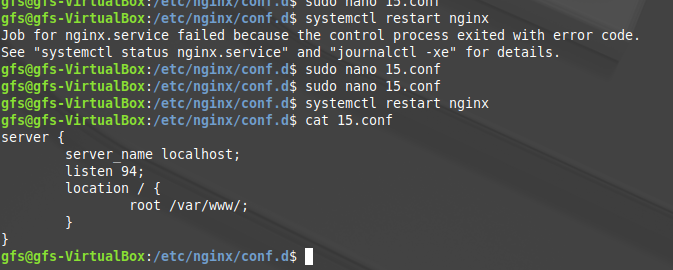 gfs@gfs-VirtualBox:/etc/nginx/conf.d$ sudo nano 15.conf
gfs@gfs-VirtualBox:/etc/nginx/conf.d$ systemctl restart nginx
Job for nginx.service failed because the control process exited with error code.
See "systemctl status nginx.service" and "journalctl -xe" for details.
gfs@gfs-VirtualBox:/etc/nginx/conf.d$ sudo nano 15.conf
gfs@gfs-VirtualBox:/etc/nginx/conf.d$ sudo nano 15.conf
gfs@gfs-VirtualBox:/etc/nginx/conf.d$ systemctl restart nginx
gfs@gfs-VirtualBox:/etc/nginx/conf.d$ cat 15.conf
server {
        server_name localhost;
        listen 94;
        location / {
                root /var/www/;
        }
}
gfs@gfs-VirtualBox:/etc/nginx/conf.d$